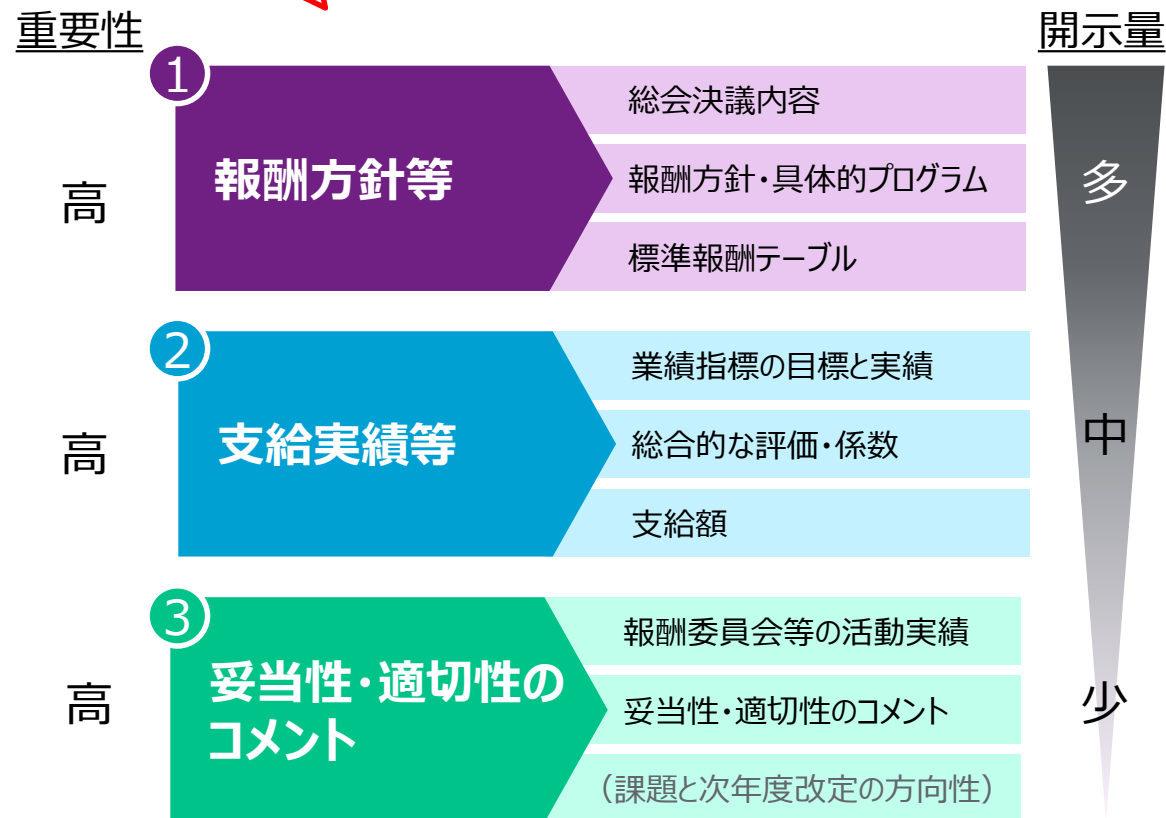 重要性
開示量
1
報酬方針等
高
総会決議内容
報酬方針・具体的プログラム
標準報酬テーブル
多
2
支給実績等
高
業績指標の目標と実績
総合的な評価・係数
支給額
中
3
妥当性・適切性の
コメント
高
報酬委員会等の活動実績
妥当性・適切性のコメント
（課題と次年度改定の方向性）
少